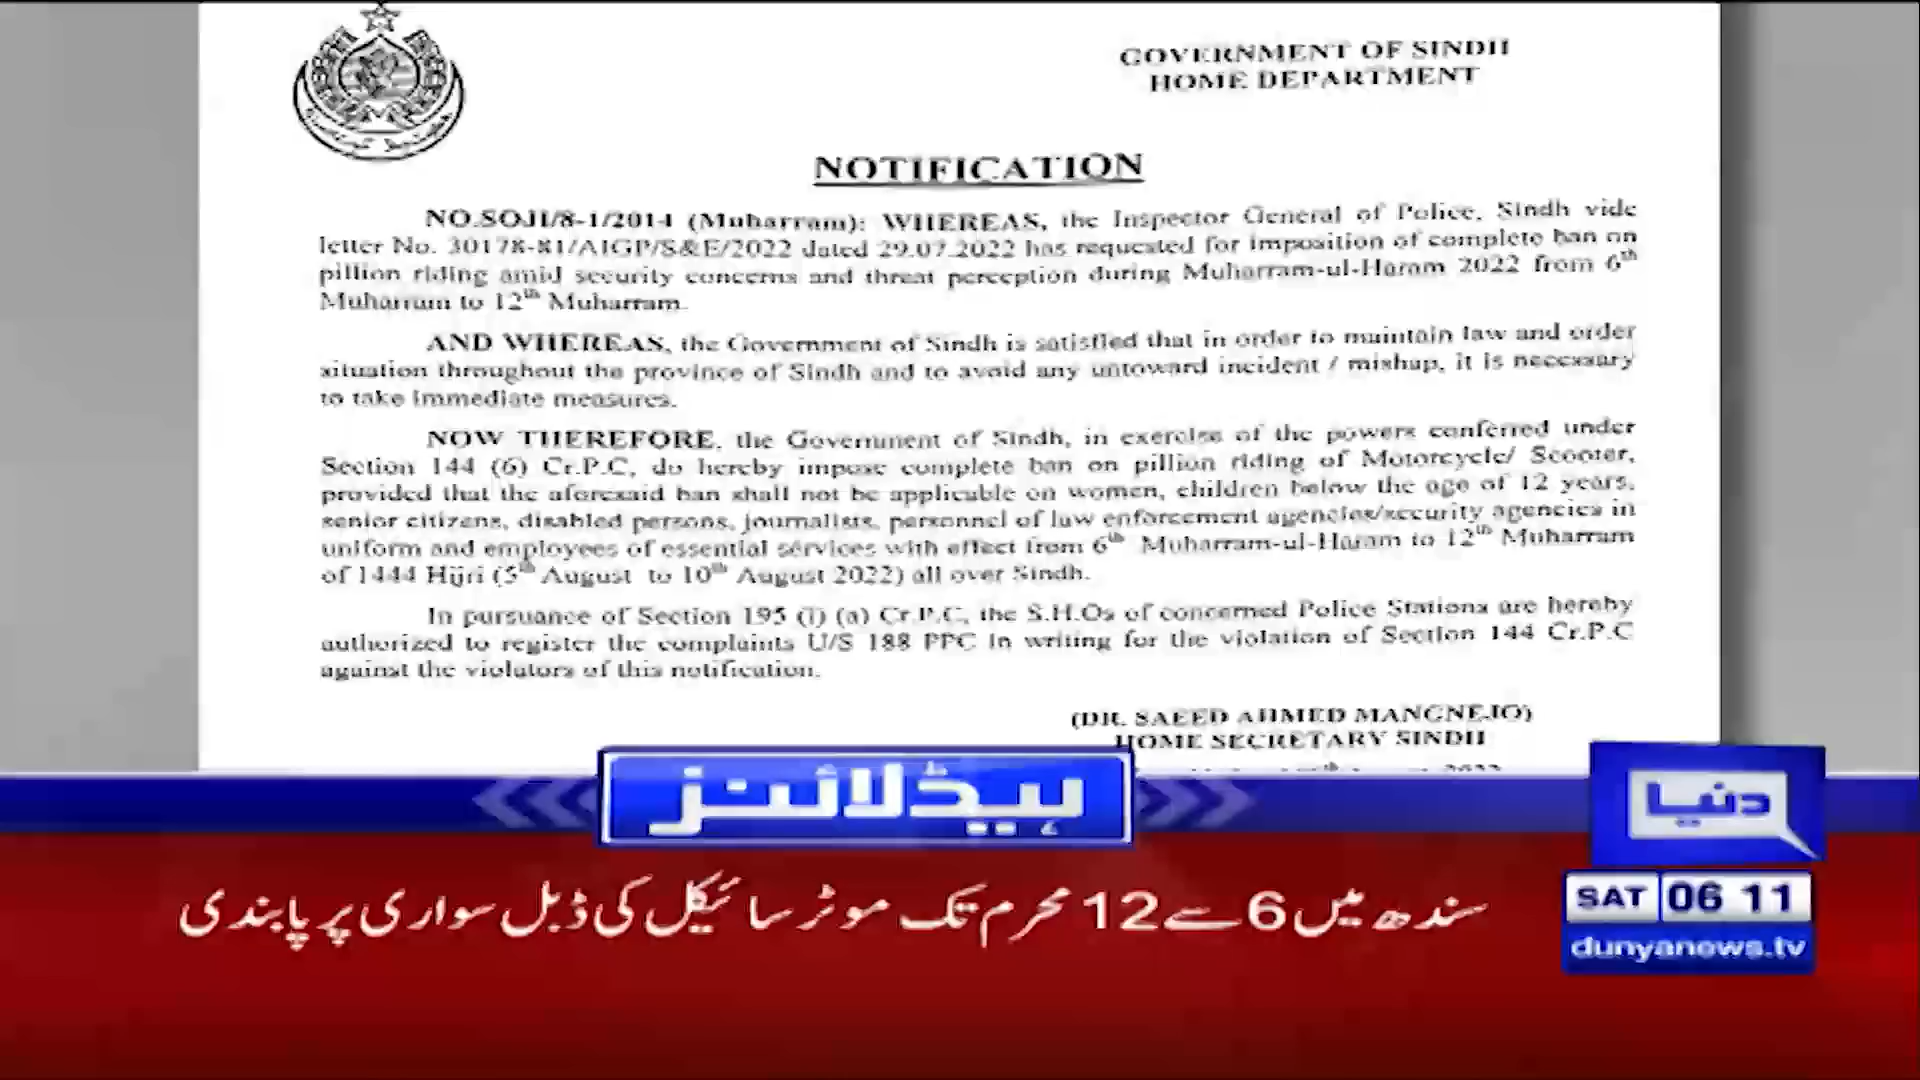 GOVERNMENT OF SINDH
HOME DEPARTMENT
NOTIFICATION
NO.SOJI/8-1/2014 (Muharram): WHEREAS, the Inspector General of Police, Sindh vide
letter No. 30178-81/AIGP/S&E/2022 dated 29.07.2022 has requested for imposition of complete ban on
pillion riding amid security concerns and threat perception during Muharram-ul-Haram 2022 from 6th
Muharram to 12th Muharram.
AND WHEREAS, the Government of Sindh is satisfied that in order to maintain law and order
situation throughout the province of Sindh and to avoid any untoward incident / mishap, it is necessary
to take immediate measures.
NOW THEREFORE, the Government of Sindh, in exercise of the powers conferred under
Section 144 (6) Cr.P.C, do hereby impose complete ban on pillion riding of Motorcycle/ Scooter,
provided that the aforesaid ban shall not be applicable on women, children below the age of 12 years,
senior citizens, disabled persons, journalists, personnel of law enforcement agencies/security agencies in
uniform and employees of essential services with effect from 6th Muharram-ul-Haram to 12th Muharram
of 1444 Hijri (5th August to 10th August 2022) all over Sindh.
In pursuance of Section 195 (i) (a) Cr.P.C, the S.H.Os of concerned Police Stations are hereby
authorized to register the complaints U/S 188 PPC in writing for the violation of Section 144 Cr.P.C
against the violators of this notification.
(DR. SAEED AHMED MANGNEJO)
HOME SECRETARY SINDH
ہیڈلائنز
دنیا
سندھ میں 6 سے 12 محرم تک موٹر سائیکل کی ڈبل سواری پر پابندی
SAT 06 11
dunyanews.tv